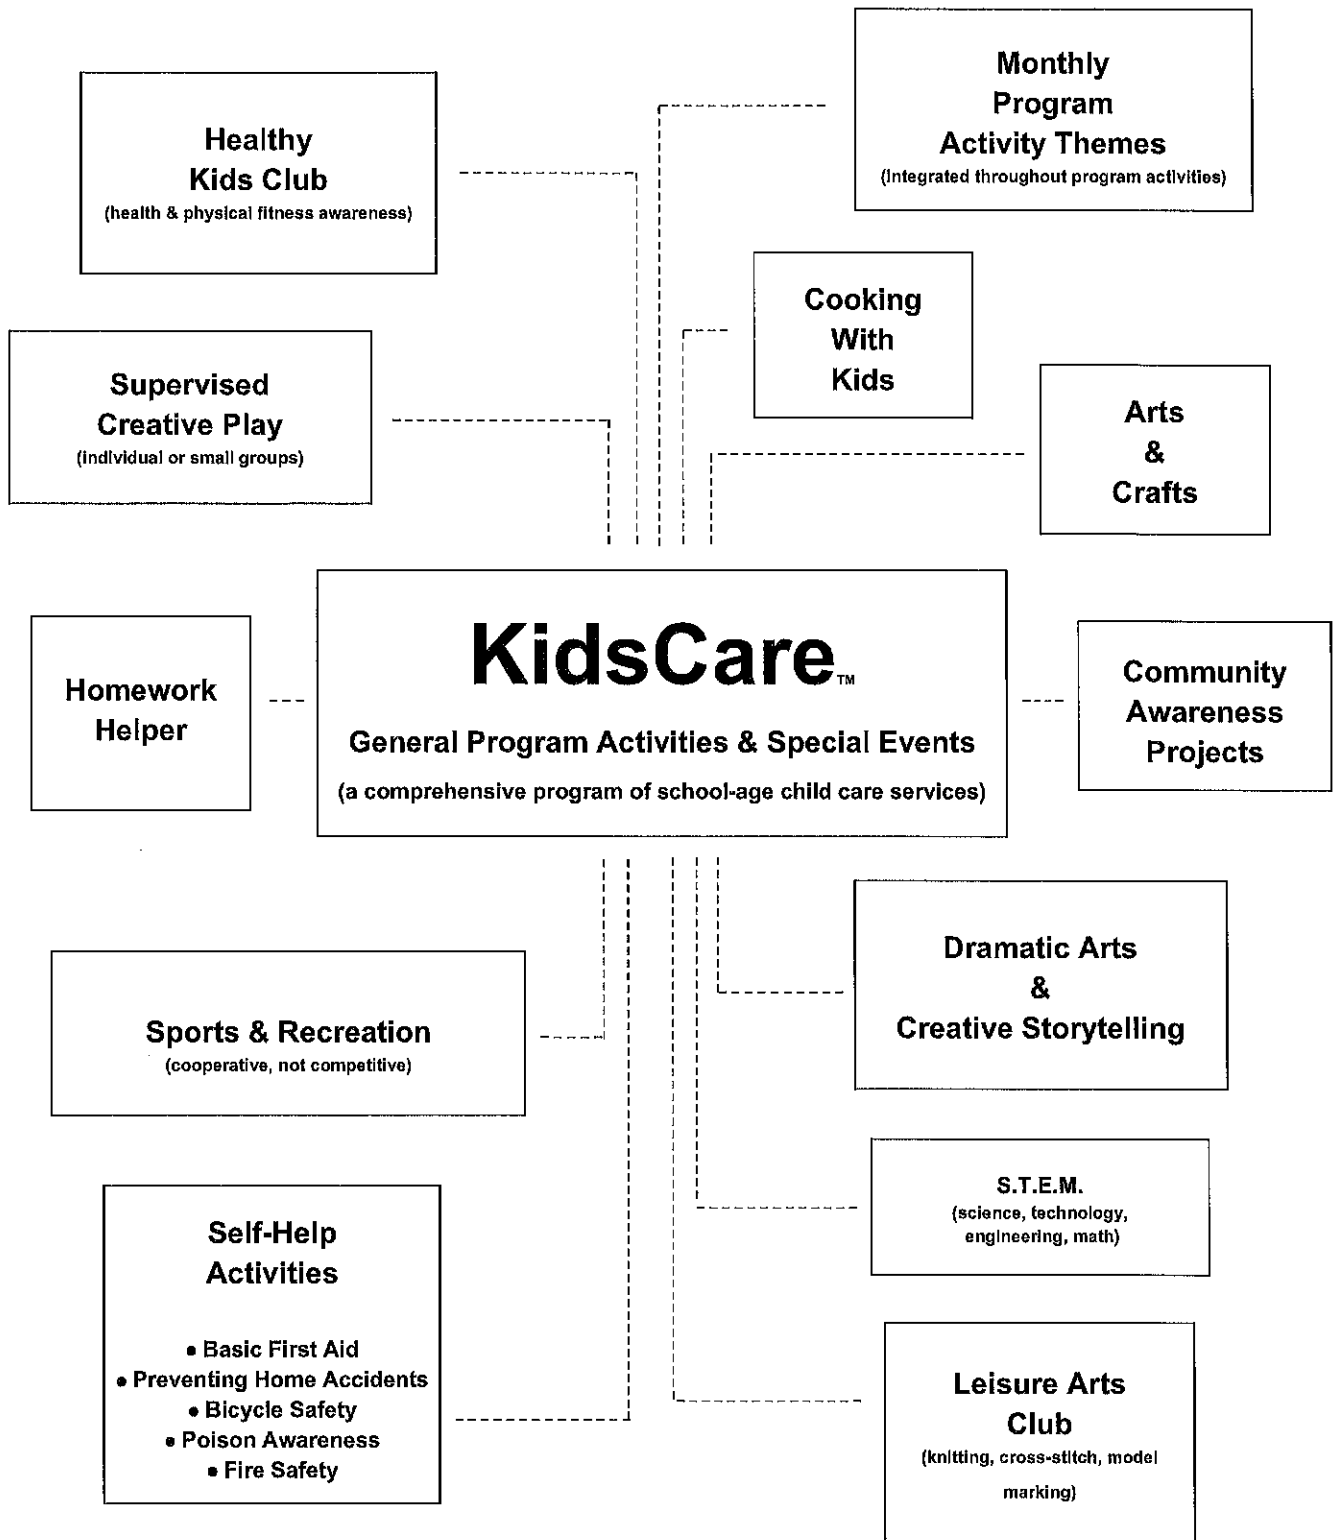 Monthly
Program
Activity Themes
(integrated throughout program activities)
Healthy
Kids Club
(health & physical fitness awareness)
Cooking
With
Kids
Supervised
Creative Play
(individual or small groups)
Arts
&
Crafts
KidsCare™
General Program Activities & Special Events
(a comprehensive program of school-age child care services)
Homework
Helper
Community
Awareness
Projects
Dramatic Arts
&
Creative Storytelling
Sports & Recreation
(cooperative, not competitive)
S.T.E.M.
(science, technology,
engineering, math)
Self-Help
Activities
• Basic First Aid
• Preventing Home Accidents
• Bicycle Safety
• Poison Awareness
• Fire Safety
Leisure Arts
Club
(knitting, cross-stitch, model
marking)